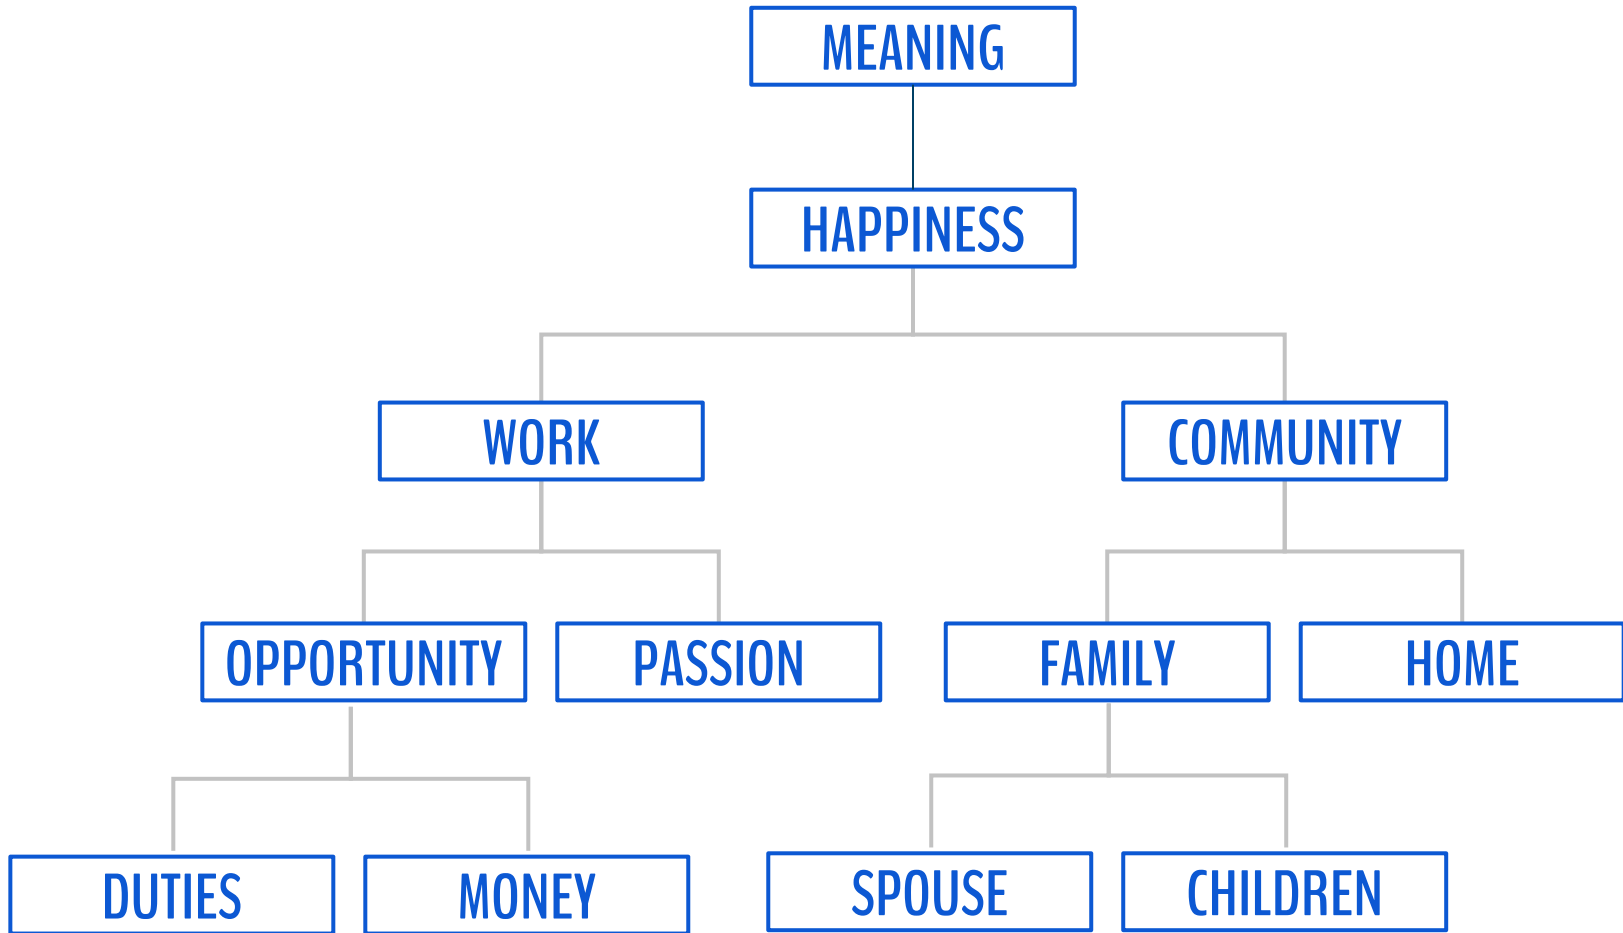 MEANING
HAPPINESS
WORK
COMMUNITY
OPPORTUNITY
PASSION
FAMILY
HOME
DUTIES
MONEY
SPOUSE
CHILDREN